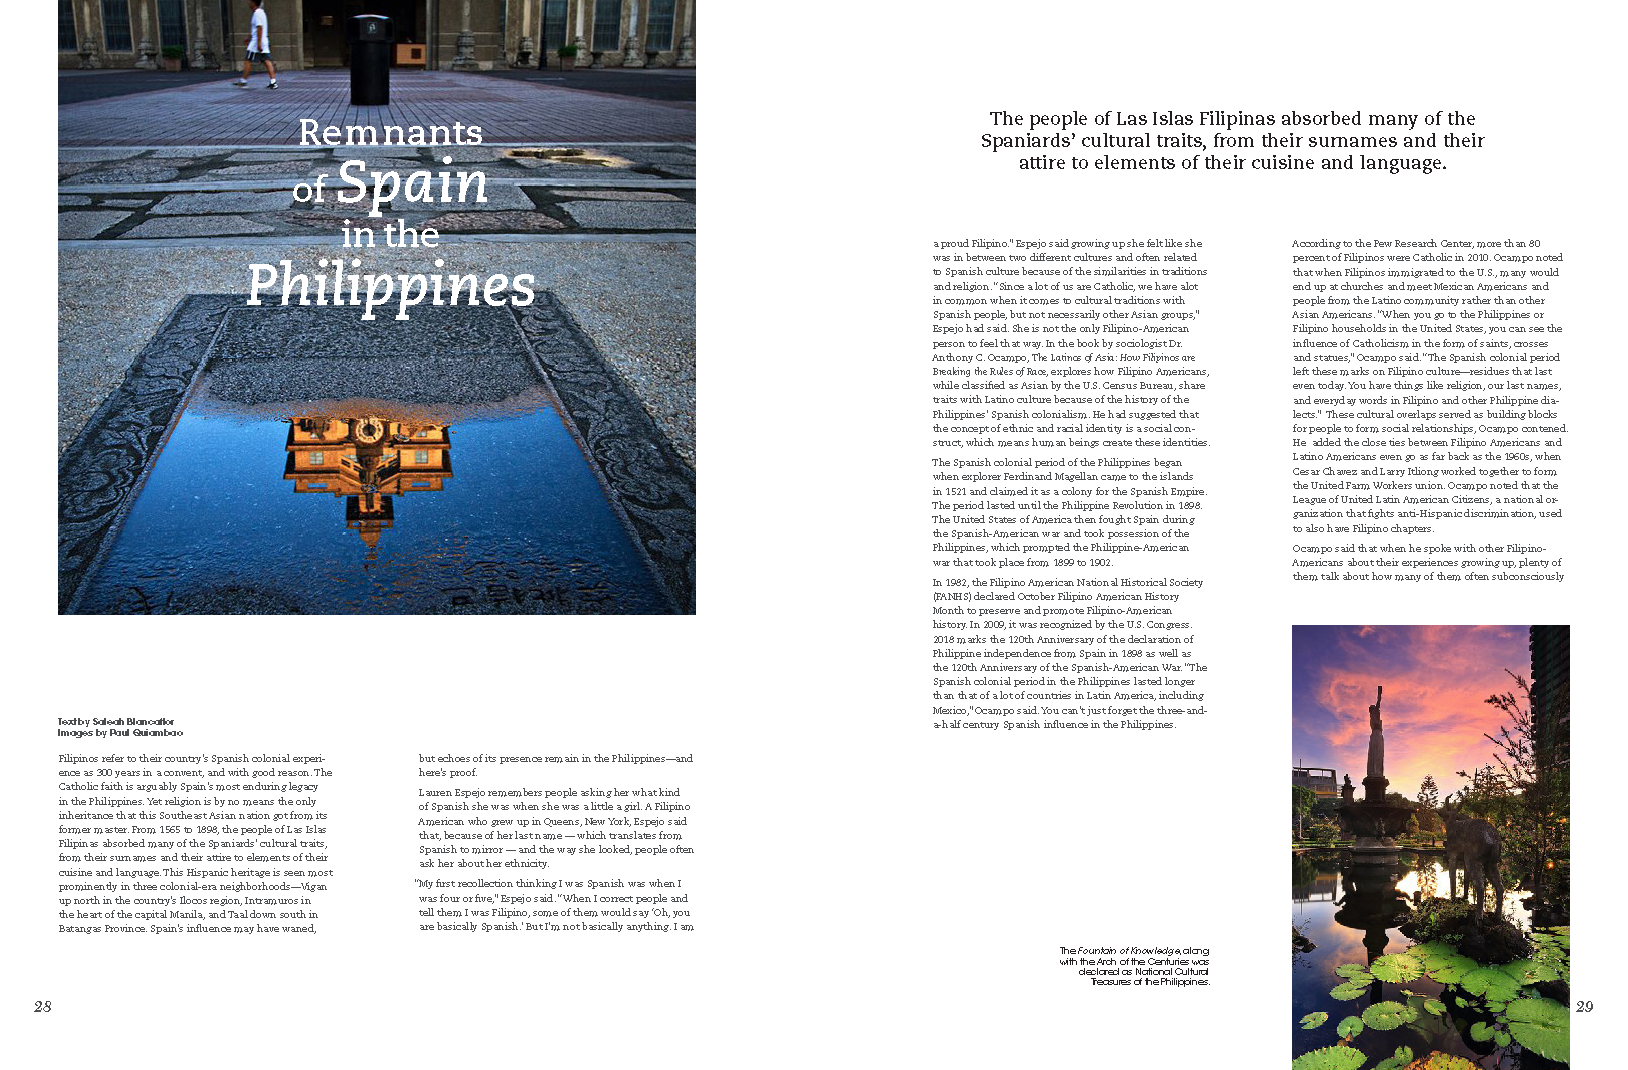 Remnants
of Spain
in the
Philippines
Text by Saleah Blancaflor
Images by Paul Quiambao
Filipinos refer to their country's Spanish colonial experi-
ence as 300 years in a convent, and with good reason. The
Catholic faith is arguably Spain's most enduring legacy
in the Philippines. Yet religion is by no means the only
inheritance that this Southeast Asian nation got from its
former master. From 1565 to 1898, the people of Las Islas
Filipinas absorbed many of the Spaniards' cultural traits,
from their surnames and their attire to elements of their
cuisine and language. This Hispanic heritage is seen most
prominently in three colonial-era neighborhoods—Vigan
up north in the country's Ilocos region, Intramuros in
the heart of the capital Manila, and Taal down south in
Batangas Province. Spain's influence may have waned,
but echoes of its presence remain in the Philippines—and
here's proof.
Lauren Espejo remembers people asking her what kind
of Spanish she was when she was a little a girl. A Filipino
American who grew up in Queens, New York, Espejo said
that, because of her last name — which translates from
Spanish to mirror — and the way she looked, people often
ask her about her ethnicity.
"My first recollection thinking I was Spanish was when I
was four or five," Espejo said. "When I correct people and
tell them I was Filipino, some of them would say 'Oh, you
are basically Spanish.' But I'm not basically anything. I am
28
The people of Las Islas Filipinas absorbed many of the
Spaniards' cultural traits, from their surnames and their
attire to elements of their cuisine and language.
a proud Filipino." Espejo said growing up she felt like she
was in between two different cultures and often related
to Spanish culture because of the similarities in traditions
and religion. "Since a lot of us are Catholic, we have alot
in common when it comes to cultural traditions with
Spanish people, but not necessarily other Asian groups,"
Espejo had said. She is not the only Filipino-American
person to feel that way. In the book by sociologist Dr.
Anthony C. Ocampo, The Latinos of Asia: How Filipinos are
Breaking the Rules of Race, explores how Filipino Americans,
while classified as Asian by the U.S. Census Bureau, share
traits with Latino culture because of the history of the
Philippines' Spanish colonialism. He had suggested that
the concept of ethnic and racial identity is a social con-
struct, which means human beings create these identities.
The Spanish colonial period of the Philippines began
when explorer Ferdinand Magellan came to the islands
in 1521 and claimed it as a colony for the Spanish Empire.
The period lasted until the Philippine Revolution in 1898.
The United States of America then fought Spain during
the Spanish-American war and took possession of the
Philippines, which prompted the Philippine-American
war that took place from 1899 to 1902.
In 1982, the Filipino American National Historical Society
(FANHS) declared October Filipino American History
Month to preserve and promote Filipino-American
history. In 2009, it was recognized by the U.S. Congress.
2018 marks the 120th Anniversary of the declaration of
Philippine independence from Spain in 1898 as well as
the 120th Anniversary of the Spanish-American War. "The
Spanish colonial period in the Philippines lasted longer
than that of a lot of countries in Latin America, including
Mexico," Ocampo said. You can't just forget the three-and-
a-half century Spanish influence in the Philippines.
According to the Pew Research Center, more than 80
percent of Filipinos were Catholic in 2010. Ocampo noted
that when Filipinos immigrated to the U.S., many would
end up at churches and meet Mexican Americans and
people from the Latino community rather than other
Asian Americans. "When you go to the Philippines or
Filipino households in the United States, you can see the
influence of Catholicism in the form of saints, crosses
and statues," Ocampo said. "The Spanish colonial period
left these marks on Filipino culture—residues that last
even today. You have things like religion, our last names,
and everyday words in Filipino and other Philippine dia-
lects." These cultural overlaps served as building blocks
for people to form social relationships, Ocampo contened.
He added the close ties between Filipino Americans and
Latino Americans even go as far back as the 1960s, when
Cesar Chavez and Larry Itliong worked together to form
the United Farm Workers union. Ocampo noted that the
League of United Latin American Citizens, a national or-
ganization that fights anti-Hispanic discrimination, used
to also have Filipino chapters.
Ocampo said that when he spoke with other Filipino-
Americans about their experiences growing up, plenty of
them talk about how many of them often subconsciously
The Fountain of Knowledge, along
with the Arch of the Centuries was
declared as National Cultural
Treasures of the Philippines.
29